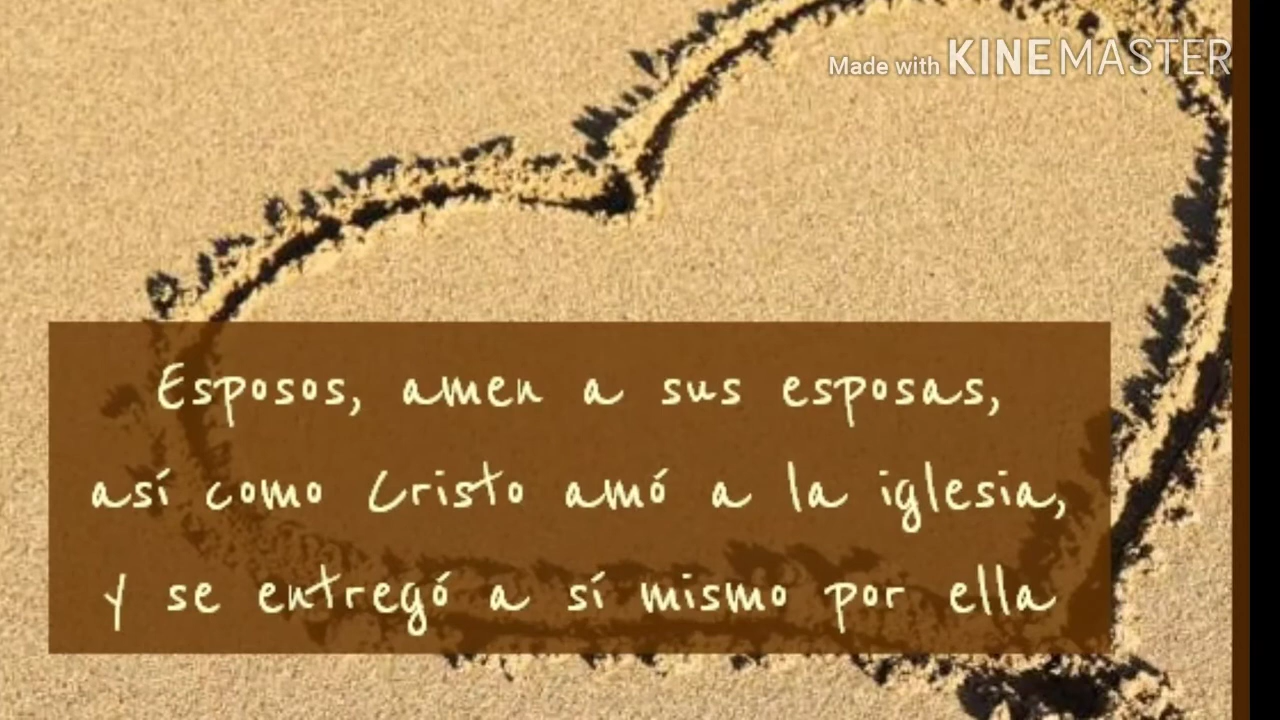 Made with KINEMASTER
Esposos, amen a sus esposas,
así como Cristo amó a la iglesia,
y se entregó a sí mismo por ella